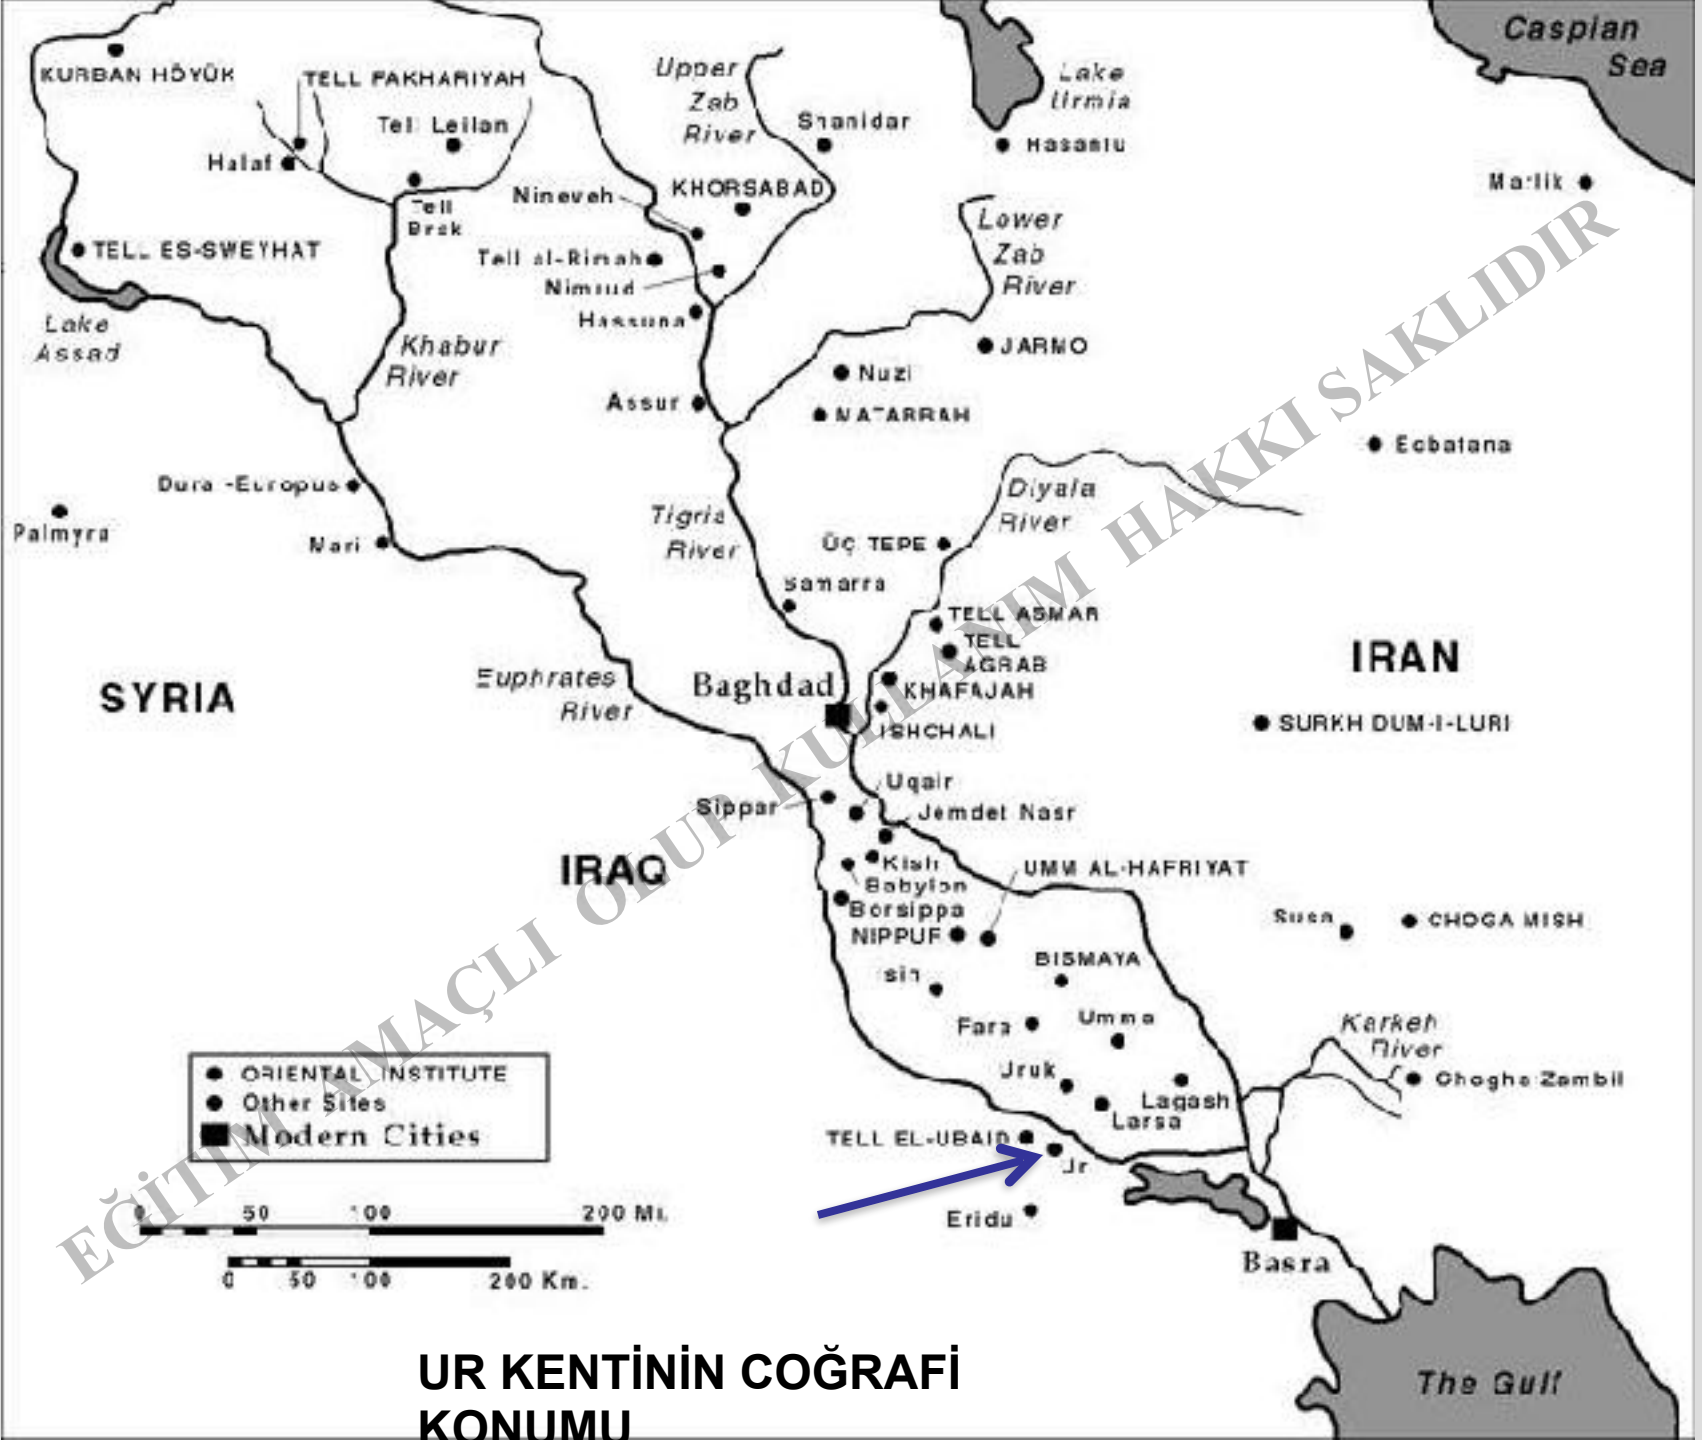 Caspian
Sea
KURBAN HÖYÜK
TELL FAKHARIYAH
Upper
Zab
River
Lake
Urmia
Tell Leilan
Shanidar
Hasanlu
Halaf
Marlik
Nineveh
KHORSABAD
Tell
Brak
Lower
Zab
River
TELL ES-SWEYHAT
Tell al-Rimah
Nimrud
Hassuna
Lake
Assad
Khabur
River
JARMO
Nuzi
Assur
MATARRAH
Ecbatana
Dura-Europus
Diyala
River
Palmyra
Mari
Tigris
River
ÜÇ TEPE
Samarra
TELL ASMAR
TELL
AGRAB
IRAN
SYRIA
Euphrates
River
Baghdad
KHAFAJAH
ISHCHALI
SURKH DUM-I-LURI
Uqair
Sippar
Jemdet Nasr
IRAQ
Kish
UMM AL-HAFRIYAT
Babylon
Borsippa
NIPPUR
Susa
CHOGA MISH
Isin
BISMAYA
Fara
Umma
Karkeh
River
Uruk
Lagash
Larsa
Chogha Zambil
ORIENTAL INSTITUTE
Other Sites
Modern Cities
TELL EL-UBAID
Ur
Eridu
0 50 100 200 Mi.
0 50 100 200 Km.
Basra
The Gulf
UR KENTİNİN COĞRAFİ
KONUMU
EĞİTİM AMAÇLI OLUP KULLANIM HAKKI SAKLIDIR